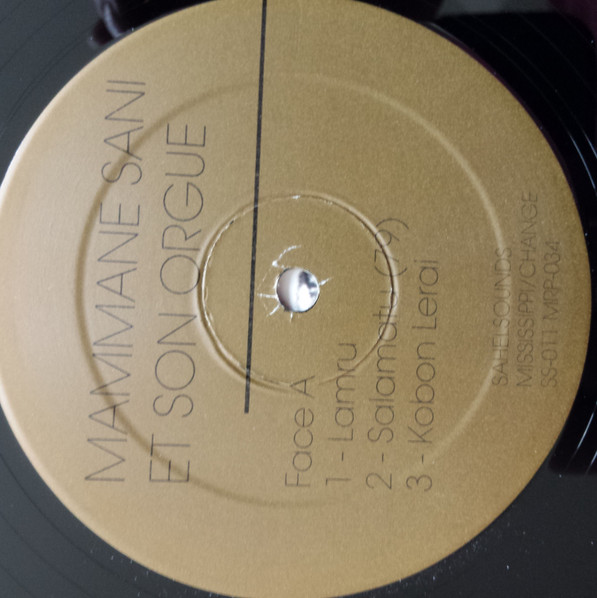 MAMMANE SANI
ET SON ORGUE
Face A
1 - Lamru
2 - Salamatu (79)
3 - Kobon Lerai
SAHELSOUNDS
MISSISSIPPI/CHANGE
SS-011 MRP-034